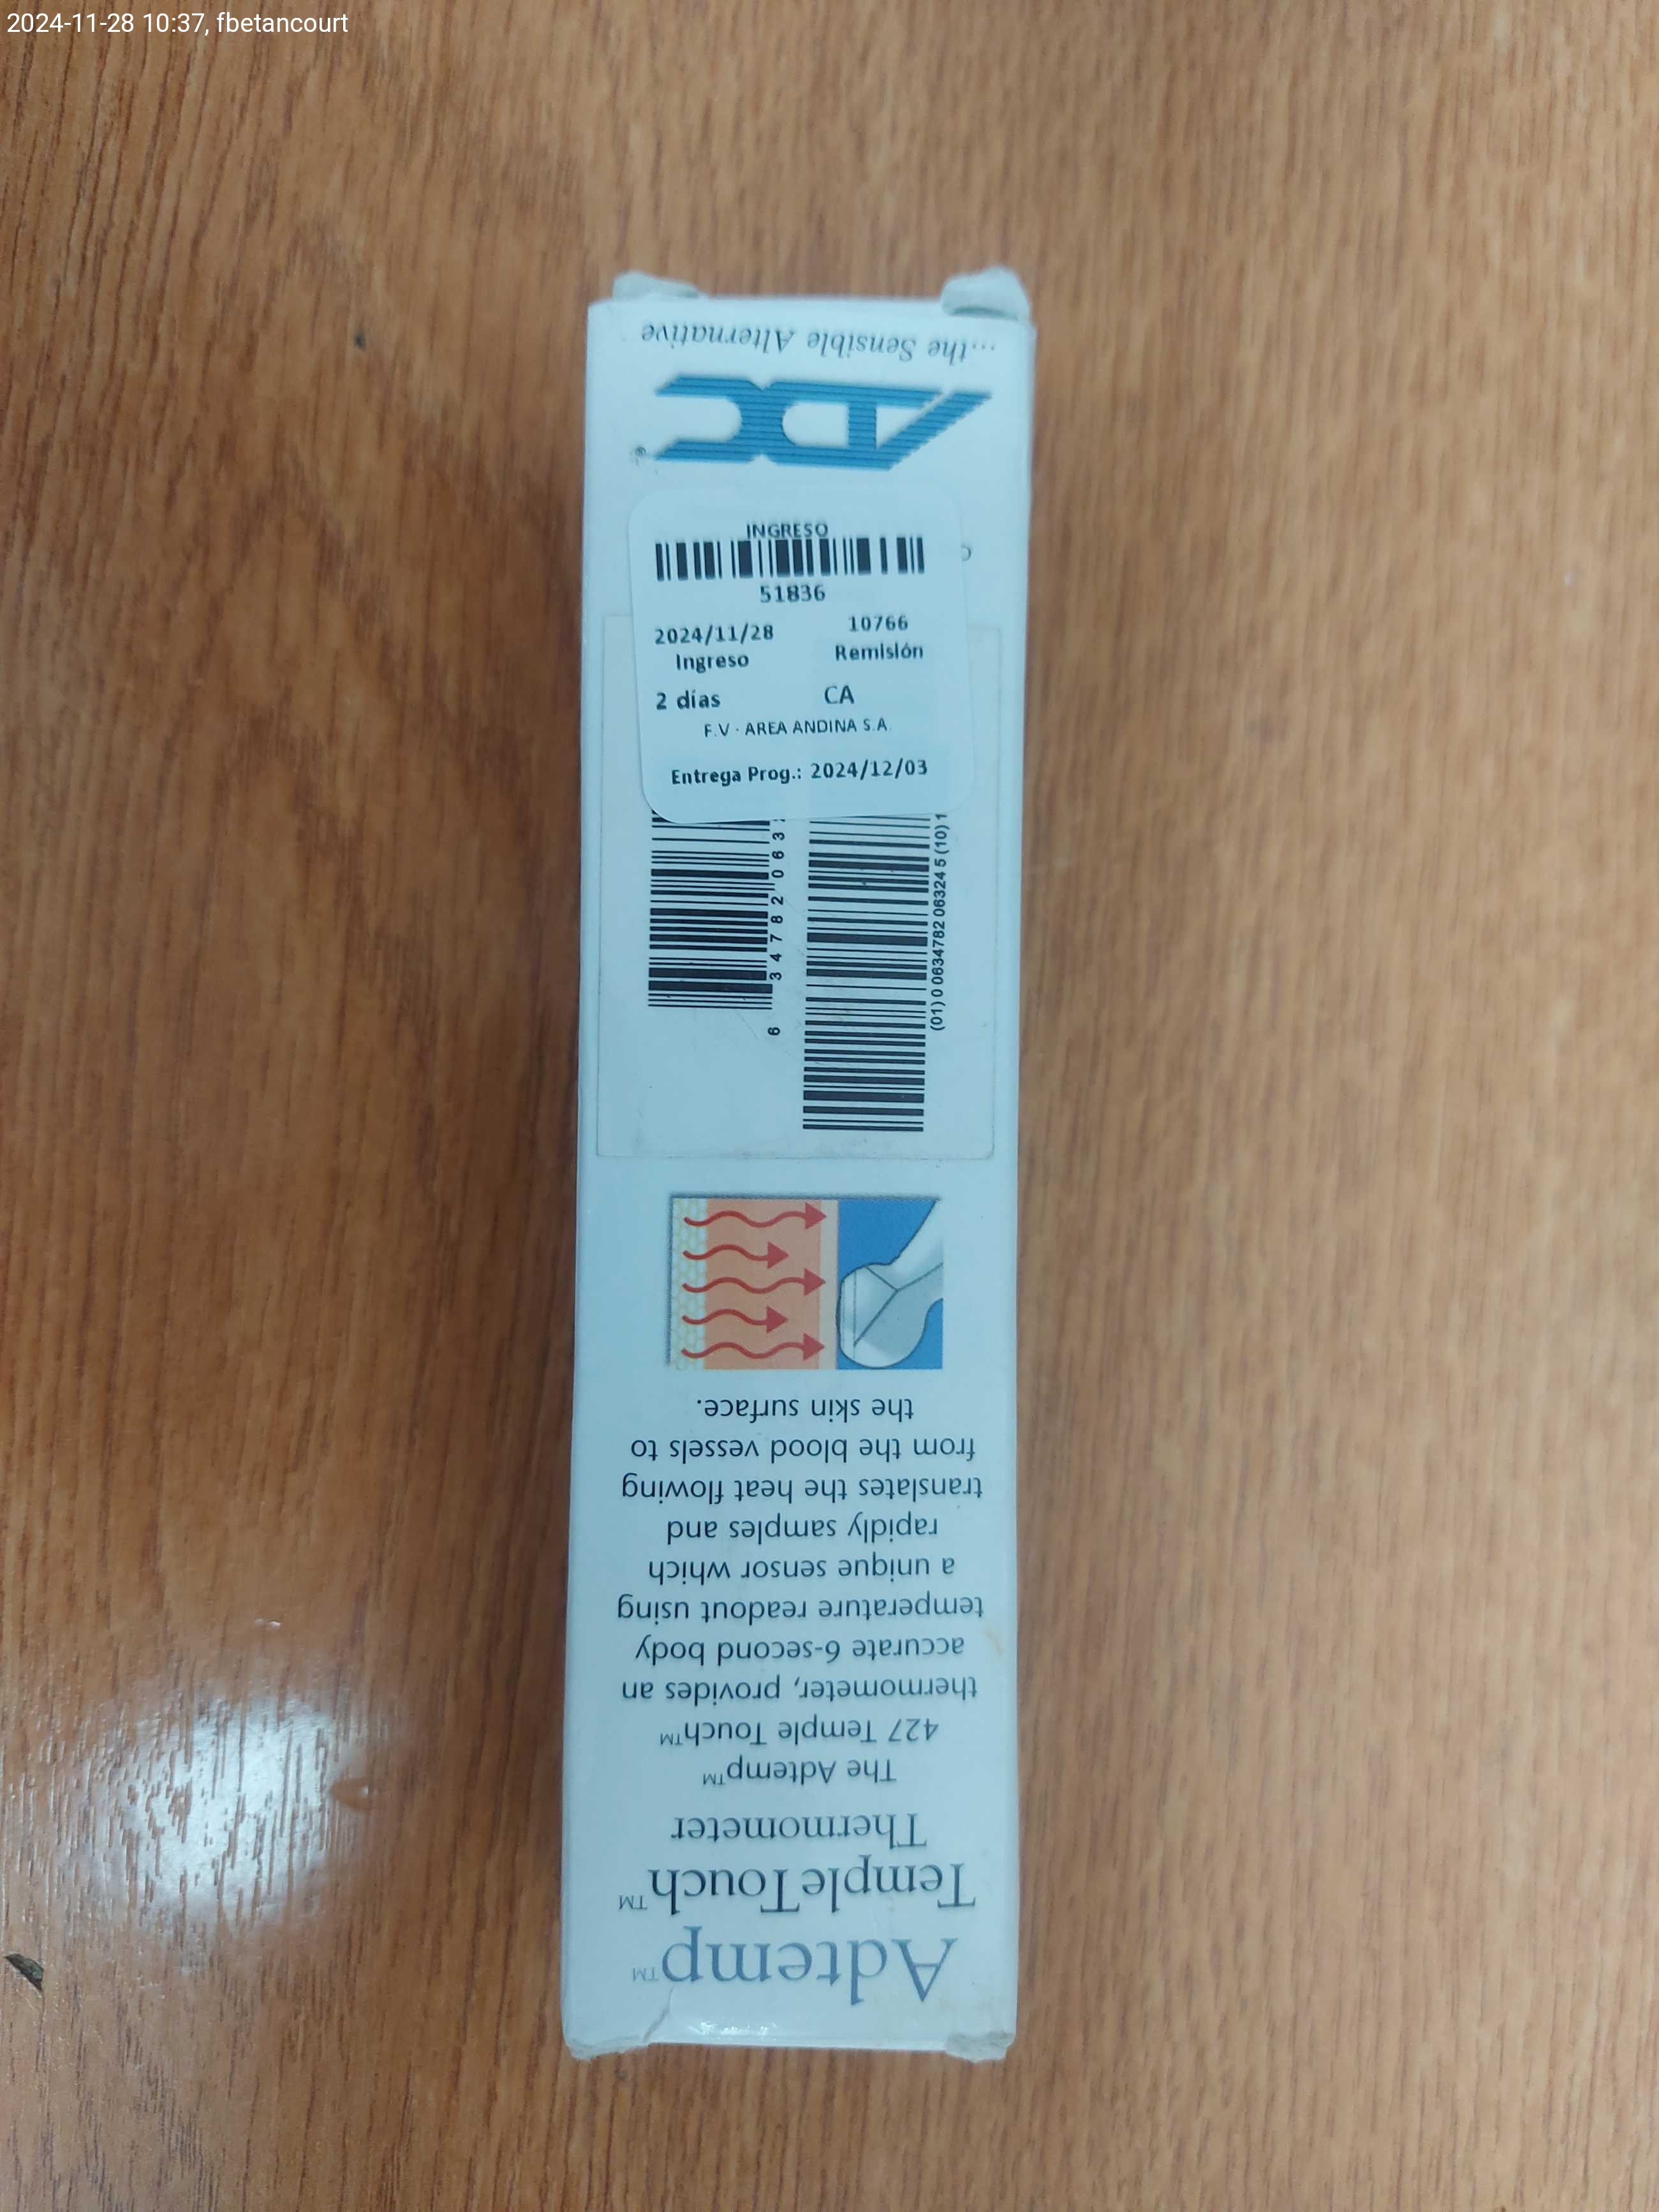 2024-11-28 10:37, fbetancourt
...the Sensible Alternative
ADC®
INGRESO
51836
2024/11/28
Ingreso
10766
Remisión
2 días
CA
F.V - AREA ANDINA S.A.
Entrega Prog.: 2024/12/03
6 34782 063
(01) 0 0634782 06324 5 (10) 1
Adtemp™
TempleTouch™
Thermometer
The Adtemp™
427 Temple Touch™
thermometer, provides an
accurate 6-second body
temperature readout using
a unique sensor which
rapidly samples and
translates the heat flowing
from the blood vessels to
the skin surface.